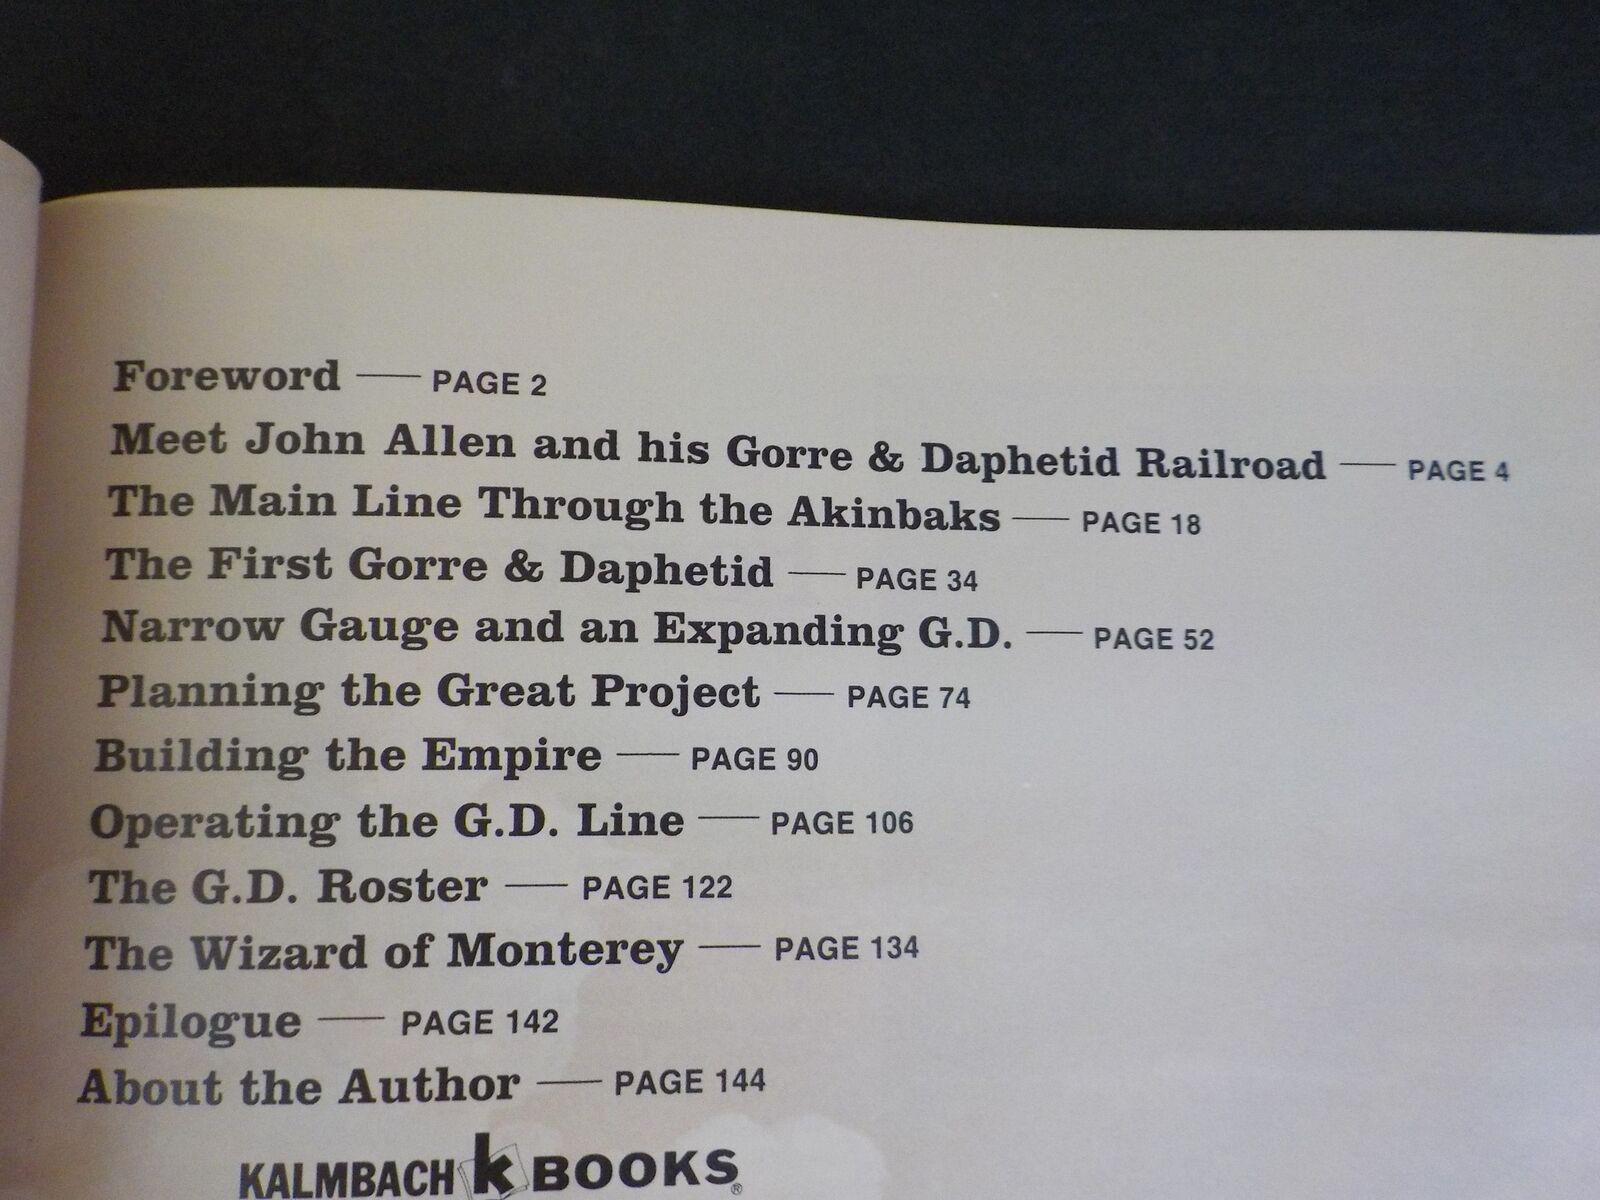 Foreword — PAGE 2
Meet John Allen and his Gorre & Daphetid Railroad — PAGE 4
The Main Line Through the Akinbaks — PAGE 18
The First Gorre & Daphetid — PAGE 34
Narrow Gauge and an Expanding G.D. — PAGE 52
Planning the Great Project — PAGE 74
Building the Empire — PAGE 90
Operating the G.D. Line — PAGE 106
The G.D. Roster — PAGE 122
The Wizard of Monterey — PAGE 134
Epilogue — PAGE 142
About the Author — PAGE 144
KALMBACH k BOOKS®